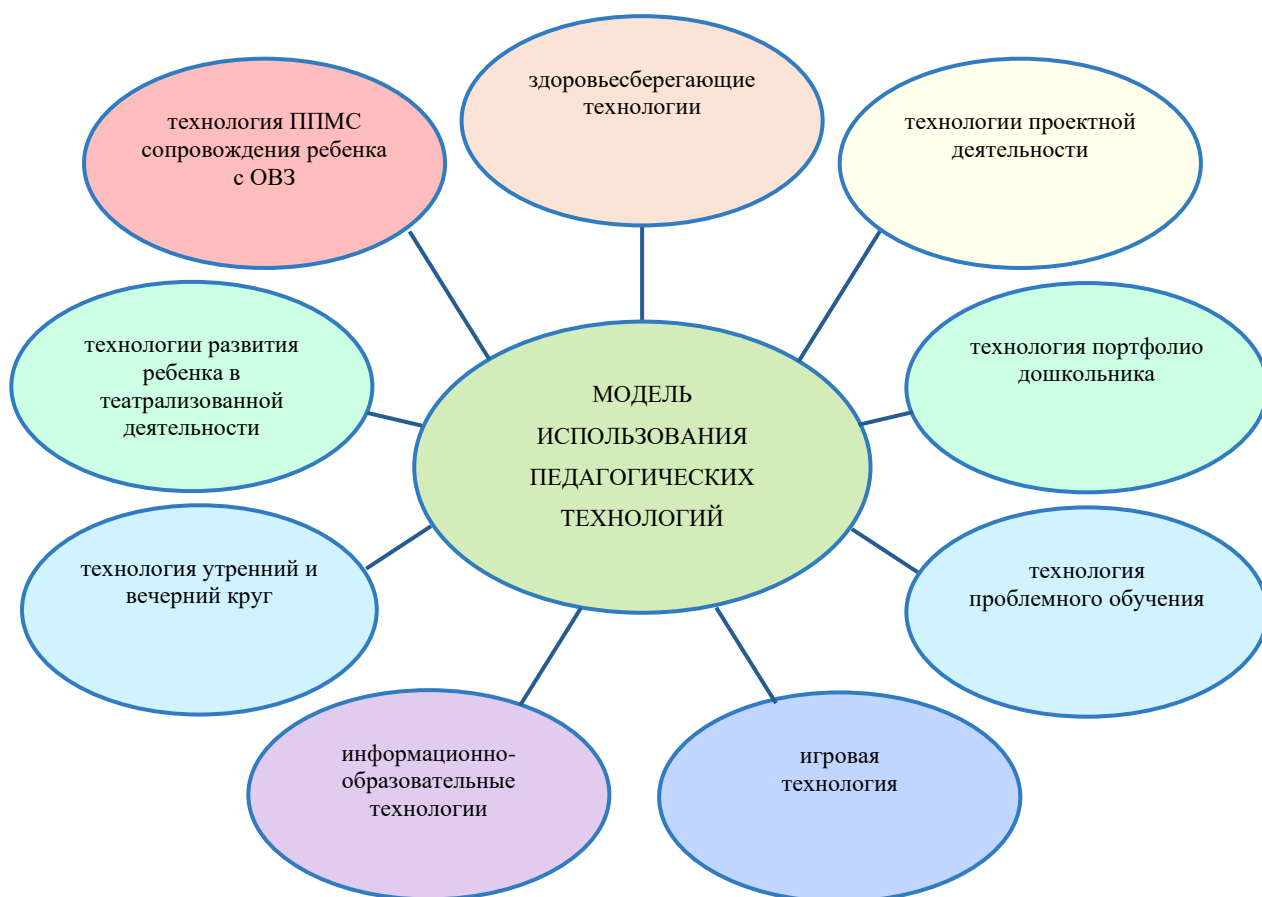 здоровьесберегающие
технологии
технология ППМС
сопровождения ребенка
с ОВЗ
технологии проектной
деятельности
технологии развития
ребенка в
театрализованной
деятельности
технология портфолио
дошкольника
МОДЕЛЬ
ИСПОЛЬЗОВАНИЯ
ПЕДАГОГИЧЕСКИХ
ТЕХНОЛОГИЙ
технология утренний и
вечерний круг
технология
проблемного обучения
информационно-
образовательные
технологии
игровая
технология